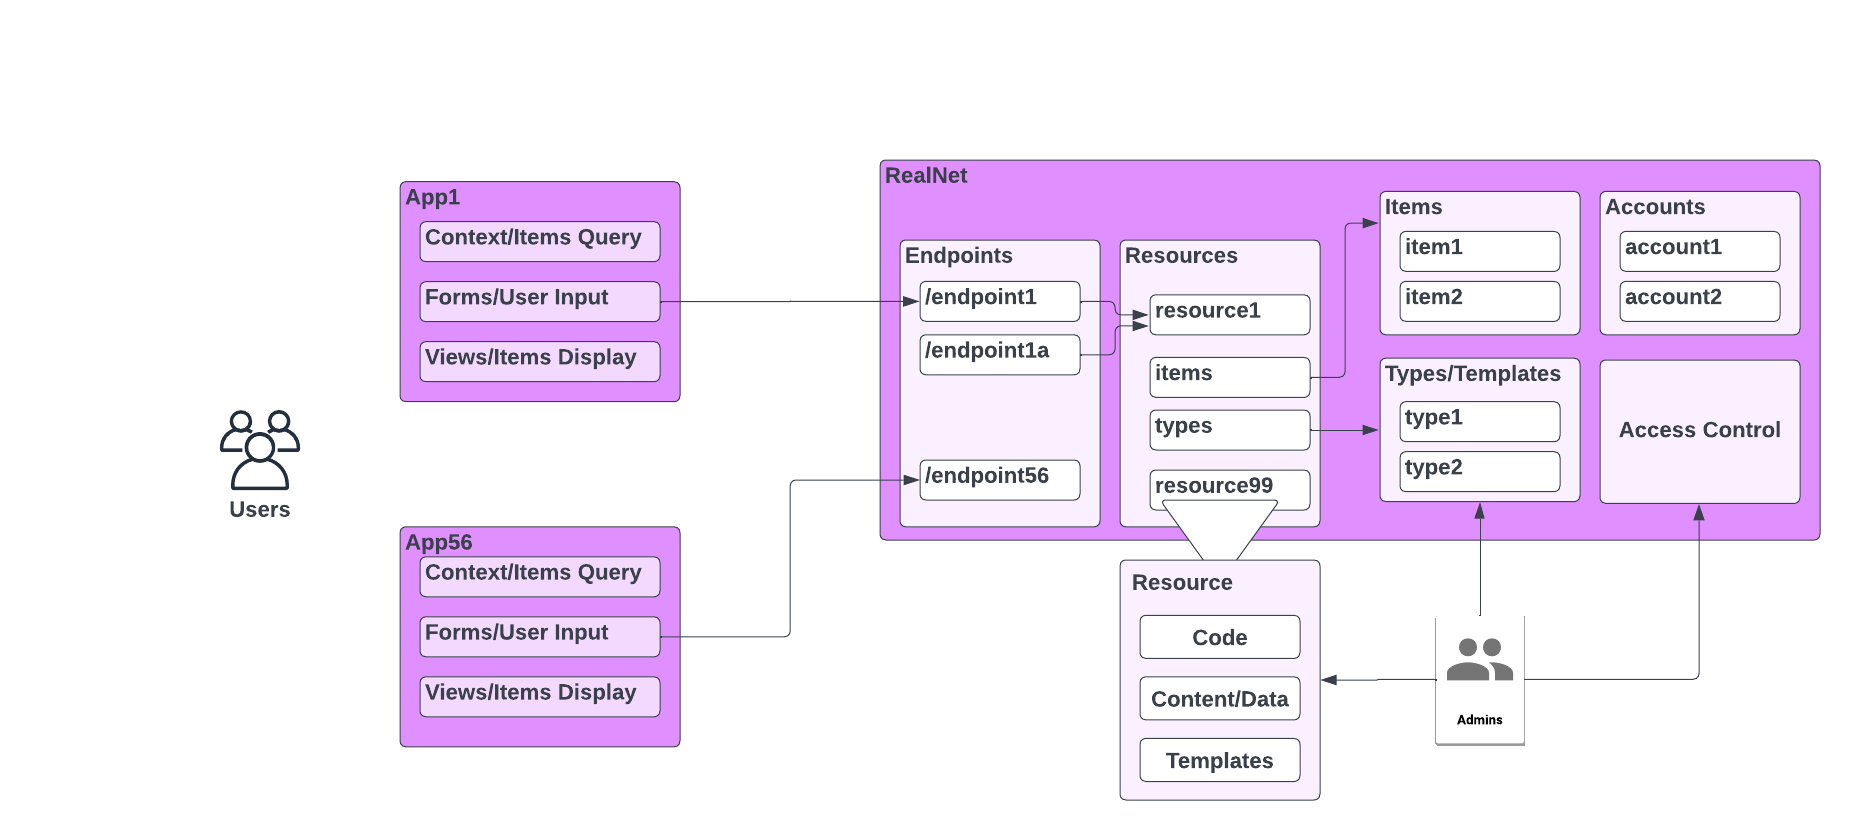 App1
Context/Items Query
Forms/User Input
Views/Items Display
Users
App56
Context/Items Query
Forms/User Input
Views/Items Display
RealNet
Endpoints
/endpoint1
/endpoint1a
/endpoint56
Resources
resource1
items
types
resource99
Items
item1
item2
Accounts
account1
account2
Types/Templates
type1
type2
Access Control
Resource
Code
Content/Data
Templates
Admins